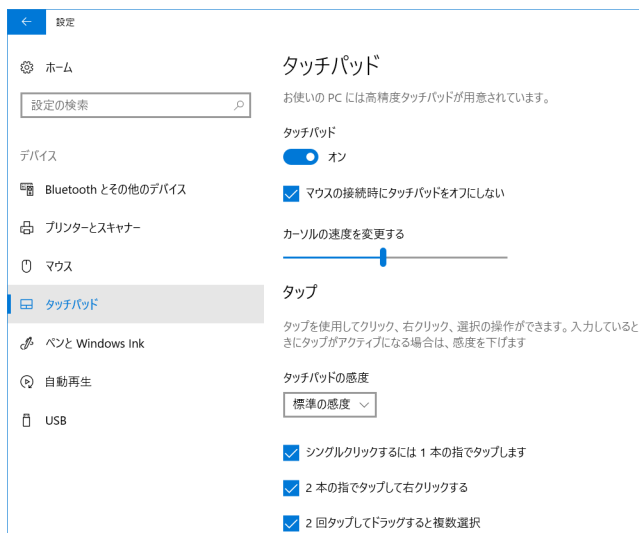 設定
ホーム
設定の検索
デバイス
Bluetooth とその他のデバイス
プリンターとスキャナー
マウス
タッチパッド
ペンと Windows Ink
自動再生
USB
タッチパッド
お使いの PC には高精度タッチパッドが用意されています。
タッチパッド
オン
マウスの接続時にタッチパッドをオフにしない
カーソルの速度を変更する
タップ
タップを使用してクリック、右クリック、選択の操作ができます。入力していると
きにタップがアクティブになる場合は、感度を下げます
タッチパッドの感度
標準の感度
シングルクリックするには 1 本の指でタップします
2 本の指でタップして右クリックする
2 回タップしてドラッグすると複数選択